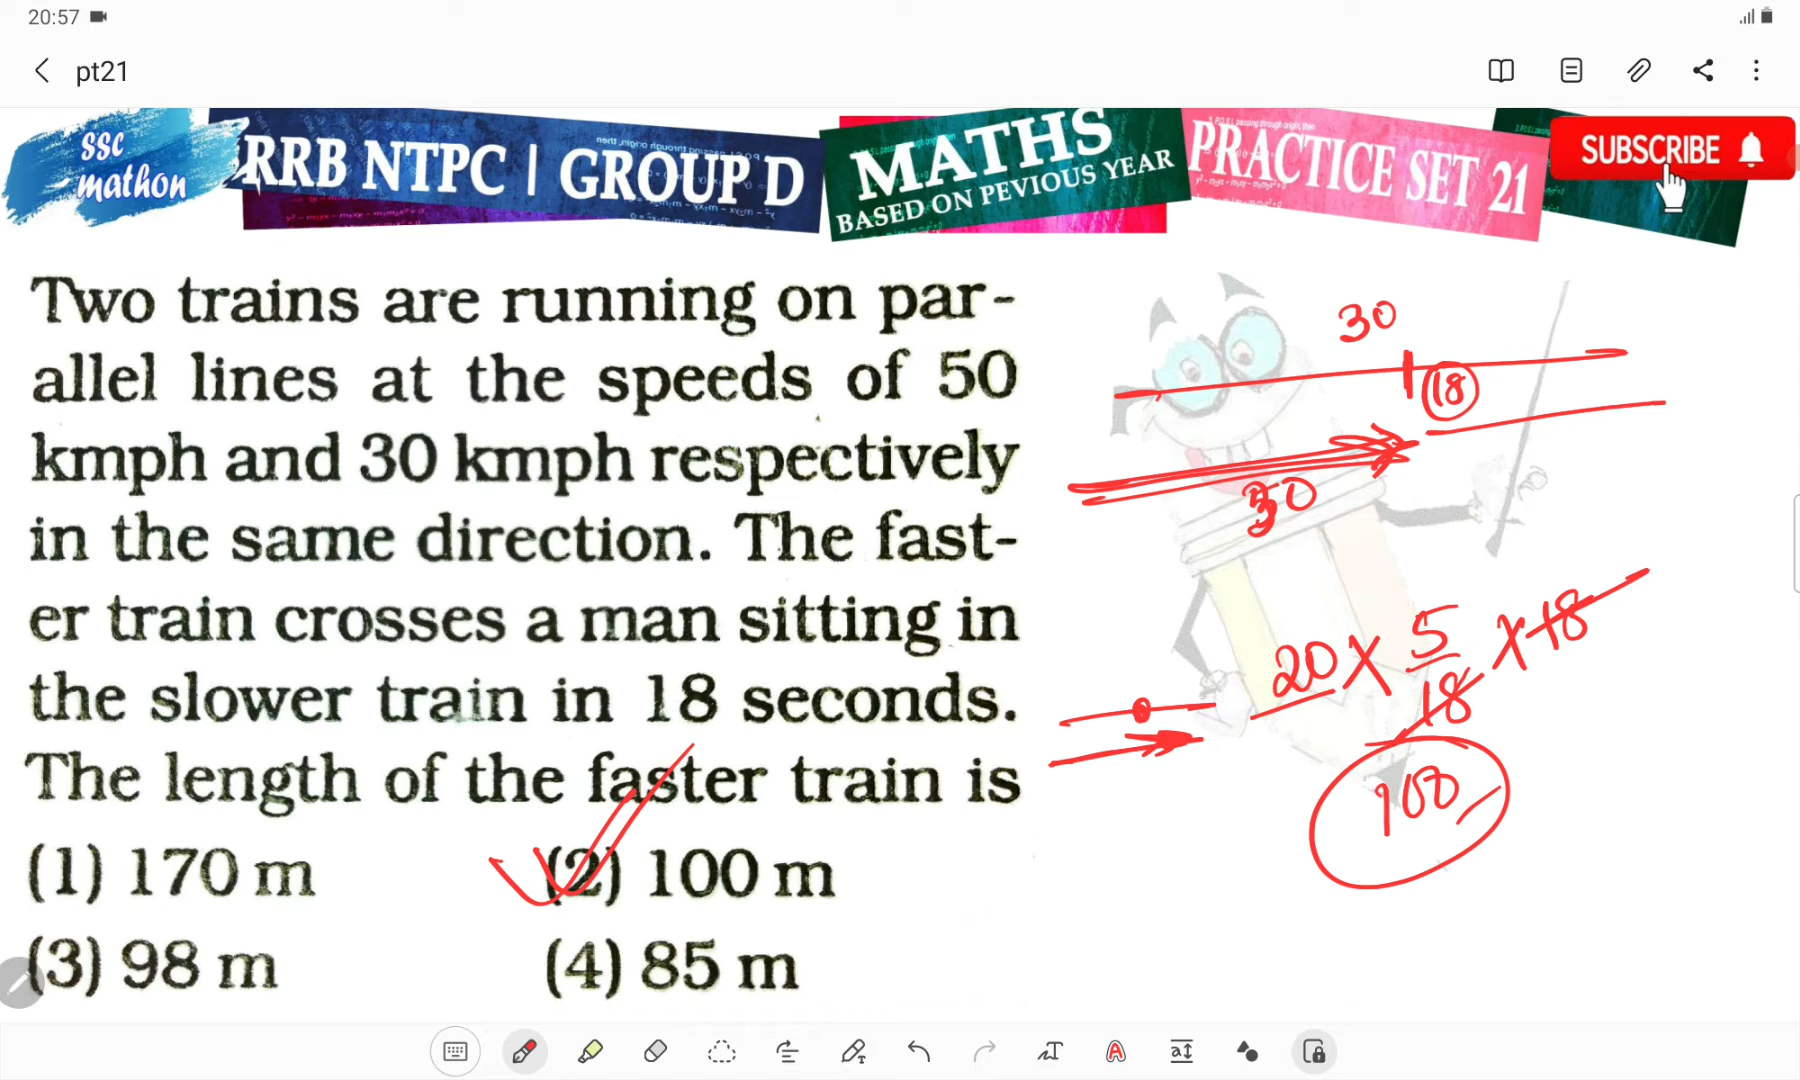 20:57
pt21
SSC
mathon
RRB NTPC | GROUP D
MATHS
BASED ON PEVIOUS YEAR
PRACTICE SET 21
SUBSCRIBE
Two trains are running on par-
allel lines at the speeds of 50
kmph and 30 kmph respectively
in the same direction. The fast-
er train crosses a man sitting in
the slower train in 18 seconds.
The length of the faster train is
(1) 170 m (2) 100 m
(3) 98 m (4) 85 m
30
18
20 × 5/18 × 18
100